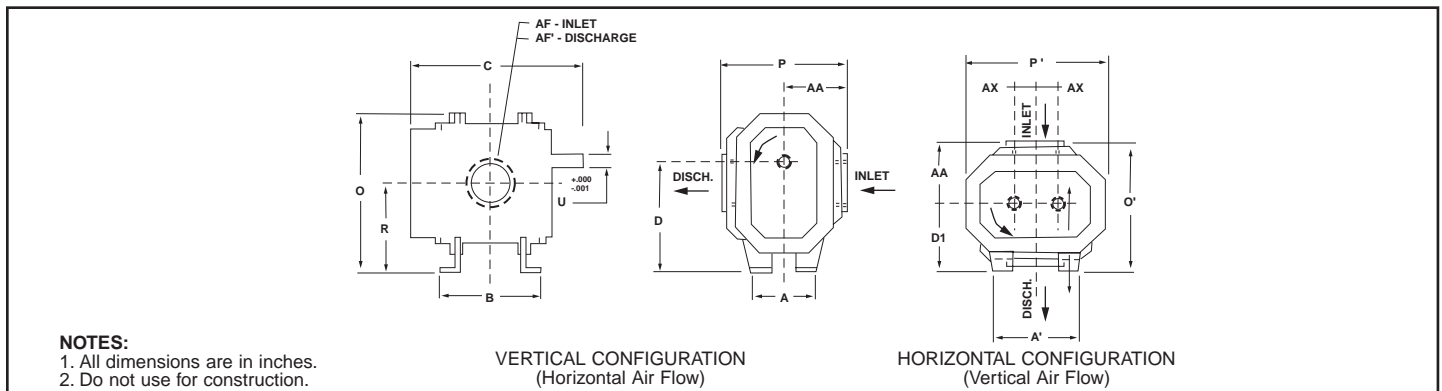 AF - INLET
AF' - DISCHARGE
C
O
R
U
+.000
-.001
B
P
AA
DISCH.
INLET
D
A
P '
AX
AX
INLET
AA
D1
O'
DISCH.
A'
NOTES:
1. All dimensions are in inches.
2. Do not use for construction.
VERTICAL CONFIGURATION
(Horizontal Air Flow)
HORIZONTAL CONFIGURATION
(Vertical Air Flow)